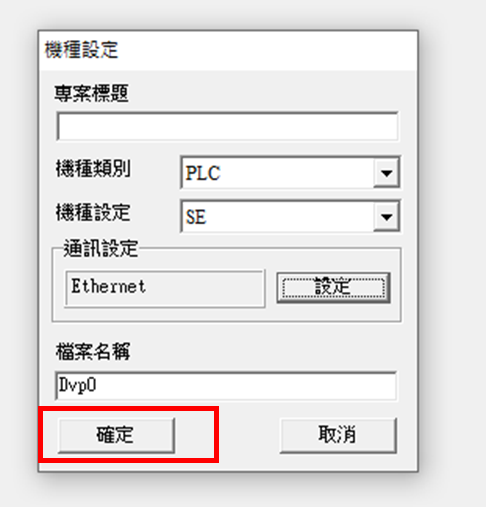 機種設定
專案標題
機種類別 PLC
機種設定 SE
通訊設定
Ethernet 設定
檔案名稱
Dvp0
確定 取消